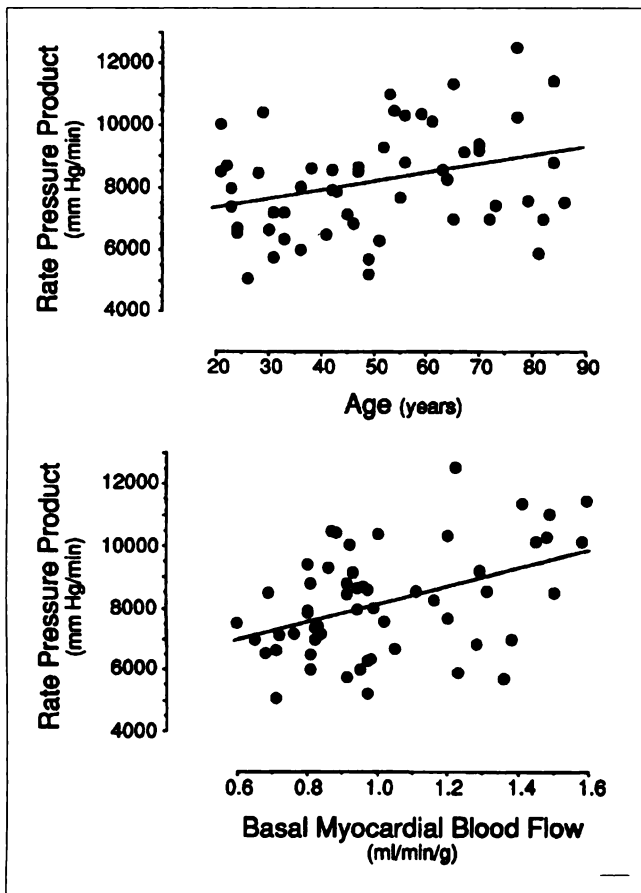 Rate Pressure Product
(mm Hg/min)
12000
10000
8000
6000
4000
20 30 40 50 60 70 80 90
Age (years)
Rate Pressure Product
(mm Hg/min)
12000
10000
8000
6000
4000
0.6 0.8 1.0 1.2 1.4 1.6
Basal Myocardial Blood Flow
(ml/min/g)